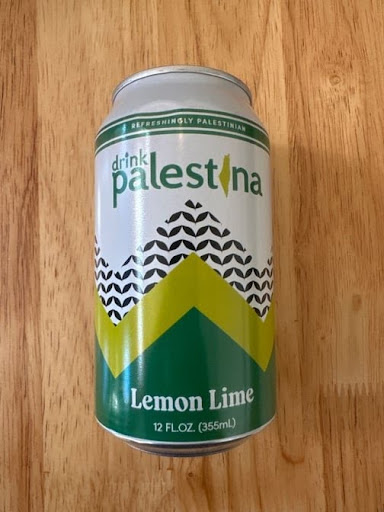 REFRESHINGLY PALESTINIAN
drink
palestina
Lemon Lime
12 FL.OZ. (355mL)